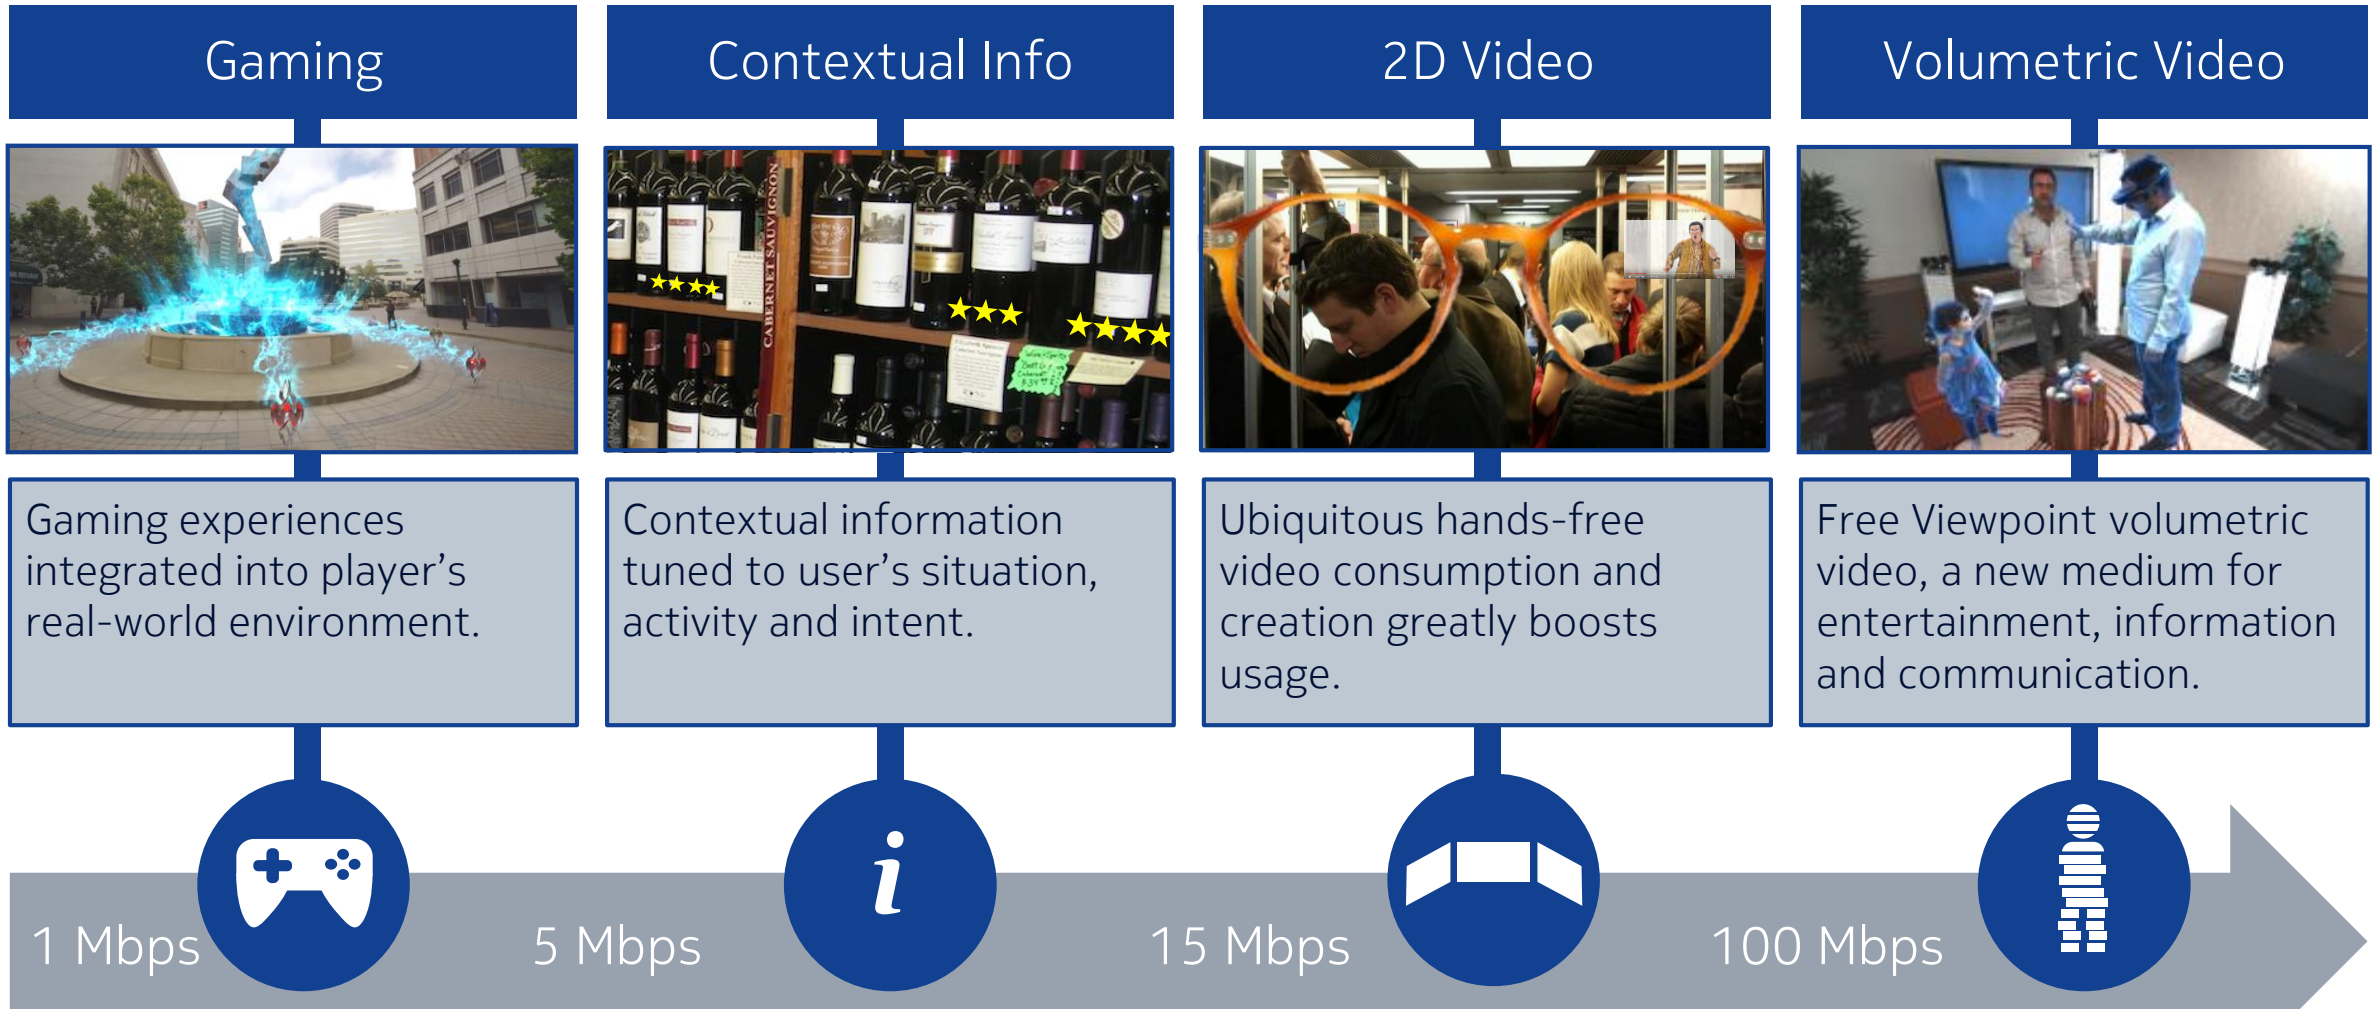 Gaming
Contextual Info
2D Video
Volumetric Video
CABERNET SAUVIGNON
Gaming experiences
integrated into player's
real-world environment.
Contextual information
tuned to user's situation,
activity and intent.
Ubiquitous hands-free
video consumption and
creation greatly boosts
usage.
Free Viewpoint volumetric
video, a new medium for
entertainment, information
and communication.
i
1 Mbps
5 Mbps
15 Mbps
100 Mbps